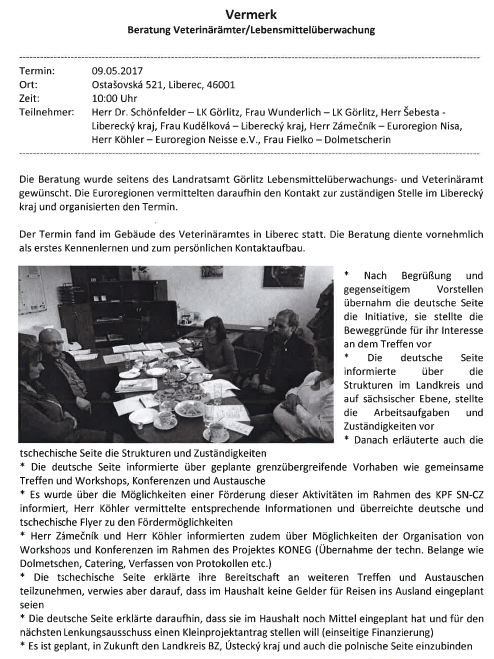 Vermerk
Beratung Veterinärämter/Lebensmittelüberwachung
Termin: 09.05.2017
Ort: Ostašovská 521, Liberec, 46001
Zeit: 10:00 Uhr
Teilnehmer: Herr Dr. Schönfelder – LK Görlitz, Frau Wunderlich – LK Görlitz, Herr Šebesta -
Liberecký kraj, Frau Kudělková – Liberecký kraj, Herr Zámečník – Euroregion Nisa,
Herr Köhler – Euroregion Neisse e.V., Frau Fielko – Dolmetscherin
Die Beratung wurde seitens des Landratsamt Görlitz Lebensmittelüberwachungs- und Veterinäramt
gewünscht. Die Euroregionen vermittelten daraufhin den Kontakt zur zuständigen Stelle im Liberecký
kraj und organisierten den Termin.
Der Termin fand im Gebäude des Veterinäramtes in Liberec statt. Die Beratung diente vornehmlich
als erstes Kennenlernen und zum persönlichen Kontaktaufbau.
* Nach Begrüßung und
gegenseitigem Vorstellen
übernahm die deutsche Seite
die Initiative, sie stellte die
Beweggründe für ihr Interesse
an dem Treffen vor
* Die deutsche Seite
informierte über die
Strukturen im Landkreis und
auf sächsischer Ebene, stellte
die Arbeitsaufgaben und
Zuständigkeiten vor
* Danach erläuterte auch die
tschechische Seite die Strukturen und Zuständigkeiten
* Die deutsche Seite informierte über geplante grenzübergreifende Vorhaben wie gemeinsame
Treffen und Workshops, Konferenzen und Austausche
* Es wurde über die Möglichkeiten einer Förderung dieser Aktivitäten im Rahmen des KPF SN-CZ
informiert, Herr Köhler vermittelte entsprechende Informationen und überreichte deutsche und
tschechische Flyer zu den Fördermöglichkeiten
* Herr Zámečník und Herr Köhler informierten zudem über Möglichkeiten der Organisation von
Workshops und Konferenzen im Rahmen des Projektes KONEG (Übernahme der techn. Belange wie
Dolmetschen, Catering, Verfassen von Protokollen etc.)
* Die tschechische Seite erklärte ihre Bereitschaft an weiteren Treffen und Austauschen
teilzunehmen, verwies aber darauf, dass im Haushalt keine Gelder für Reisen ins Ausland eingeplant
seien
* Die deutsche Seite erklärte daraufhin, dass sie im Haushalt noch Mittel eingeplant hat und für den
nächsten Lenkungsausschuss einen Kleinprojektantrag stellen will (einseitige Finanzierung)
* Es ist geplant, in Zukunft den Landkreis BZ, Ústecký kraj und auch die polnische Seite einzubinden